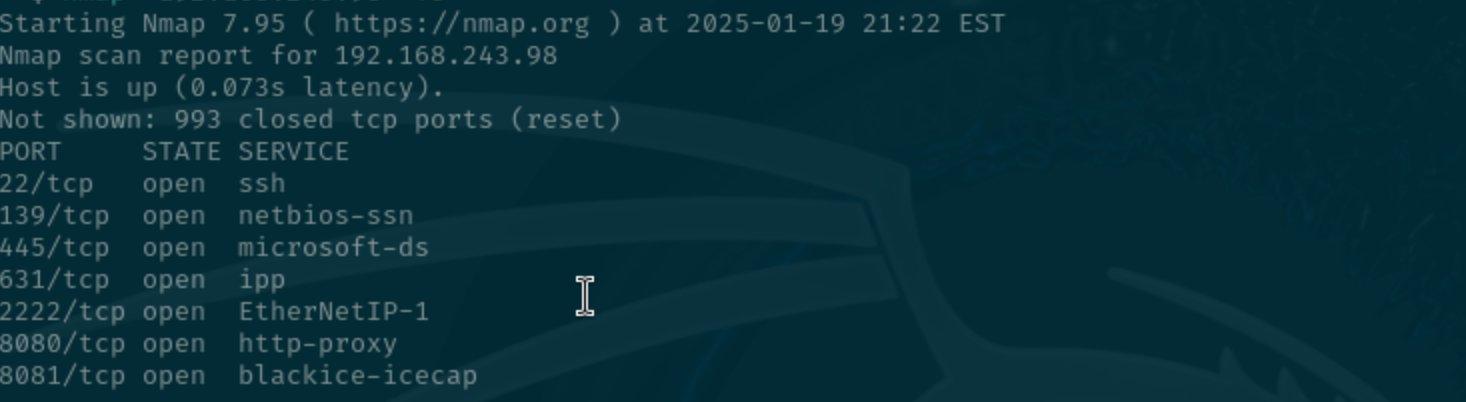 Starting Nmap 7.95 ( https://nmap.org ) at 2025-01-19 21:22 EST
Nmap scan report for 192.168.243.98
Host is up (0.073s latency).
Not shown: 993 closed tcp ports (reset)
PORT     STATE SERVICE
22/tcp   open  ssh
139/tcp  open  netbios-ssn
445/tcp  open  microsoft-ds
631/tcp  open  ipp
2222/tcp open  EtherNetIP-1
8080/tcp open  http-proxy
8081/tcp open  blackice-icecap